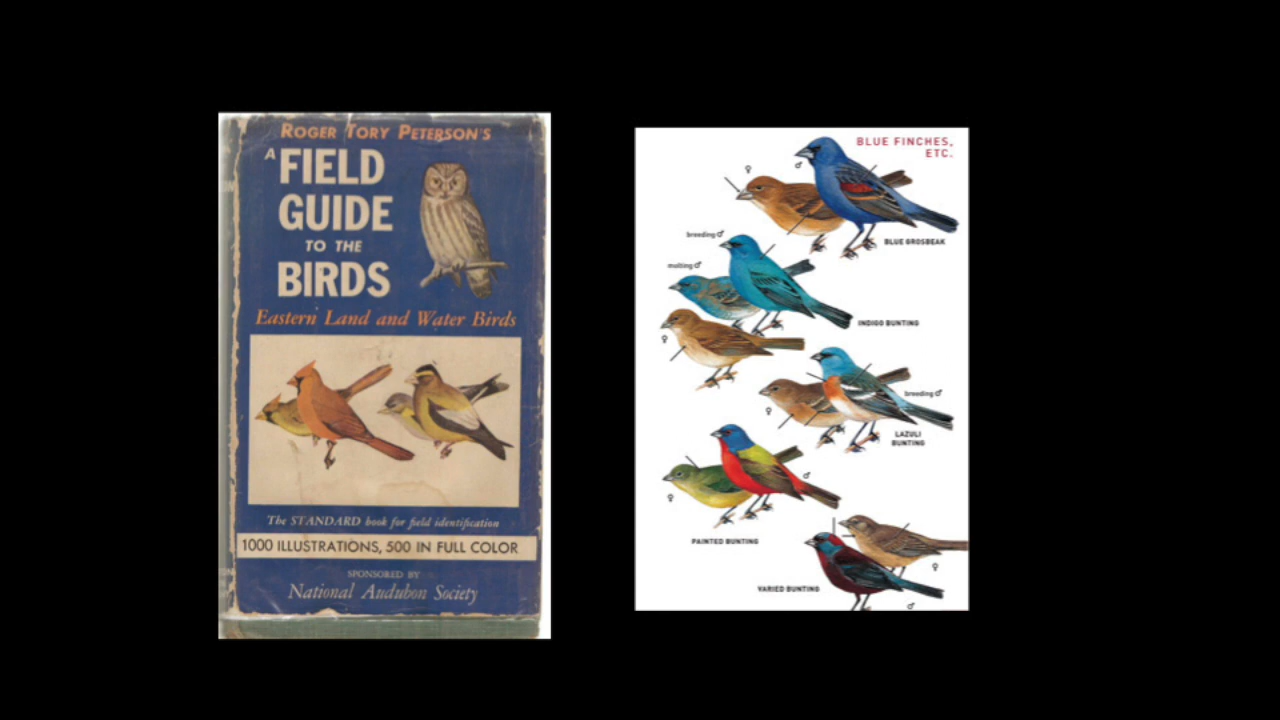 ROGER TORY PETERSON'S
A FIELD
GUIDE
TO THE
BIRDS
Eastern Land and Water Birds
The STANDARD book for field identification
1000 ILLUSTRATIONS, 500 IN FULL COLOR
SPONSORED BY
National Audubon Society
BLUE FINCHES,
ETC.
♀
♂
BLUE GROSBEAK
breeding ♂
molting ♂
INDIGO BUNTING
♀
breeding ♂
♀
LAZULI
BUNTING
♂
♀
PAINTED BUNTING
♀
VARIED BUNTING
♂